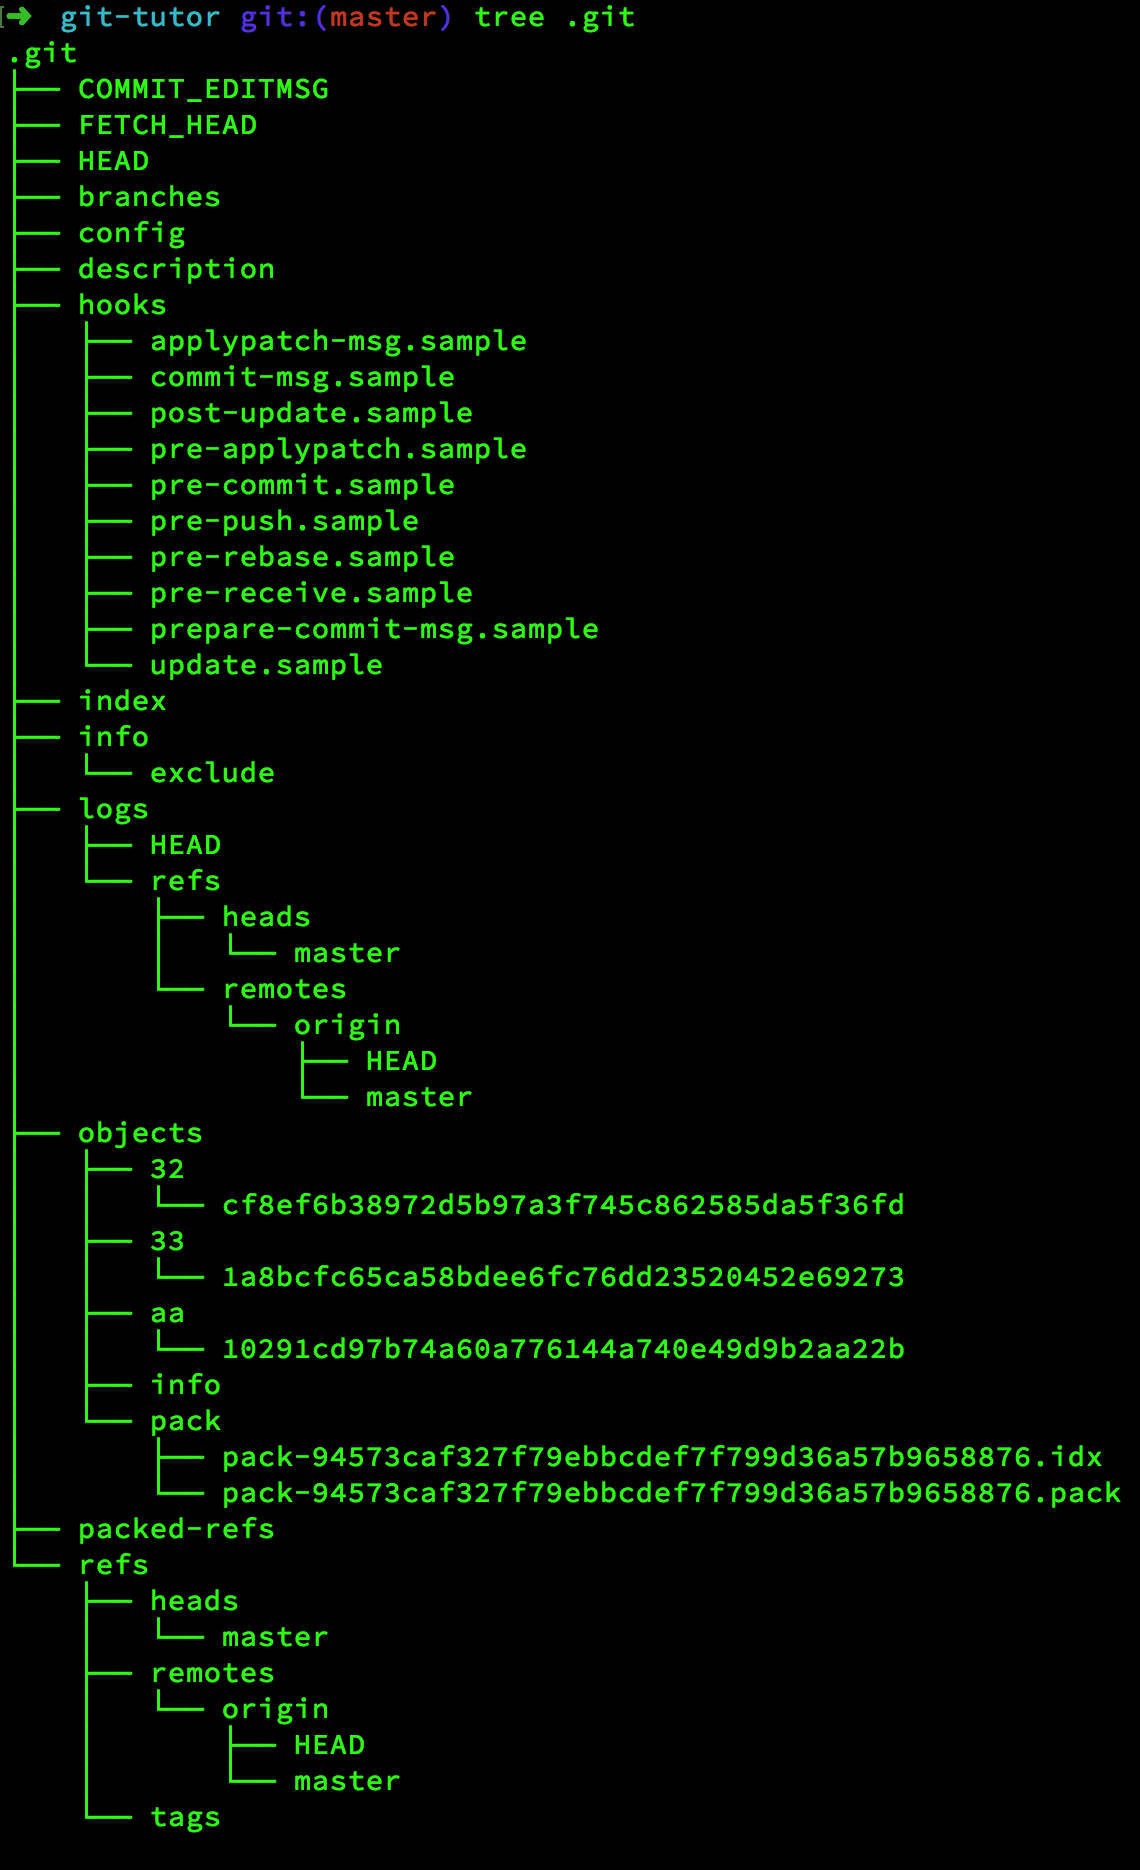 ➜ git-tutor git:(master) tree .git
.git
├── COMMIT_EDITMSG
├── FETCH_HEAD
├── HEAD
├── branches
├── config
├── description
├── hooks
│   ├── applypatch-msg.sample
│   ├── commit-msg.sample
│   ├── post-update.sample
│   ├── pre-applypatch.sample
│   ├── pre-commit.sample
│   ├── pre-push.sample
│   ├── pre-rebase.sample
│   ├── pre-receive.sample
│   ├── prepare-commit-msg.sample
│   └── update.sample
├── index
├── info
│   └── exclude
├── logs
│   ├── HEAD
│   └── refs
│       ├── heads
│       │   └── master
│       └── remotes
│           └── origin
│               ├── HEAD
│               └── master
├── objects
│   ├── 32
│   │   └── cf8ef6b38972d5b97a3f745c862585da5f36fd
│   ├── 33
│   │   └── 1a8bcfc65ca58bdee6fc76dd23520452e69273
│   ├── aa
│   │   └── 10291cd97b74a60a776144a740e49d9b2aa22b
│   ├── info
│   └── pack
│       ├── pack-94573caf327f79ebbcdef7f799d36a57b9658876.idx
│       └── pack-94573caf327f79ebbcdef7f799d36a57b9658876.pack
├── packed-refs
└── refs
    ├── heads
    │   └── master
    ├── remotes
    │   └── origin
    │       ├── HEAD
    │       └── master
    └── tags